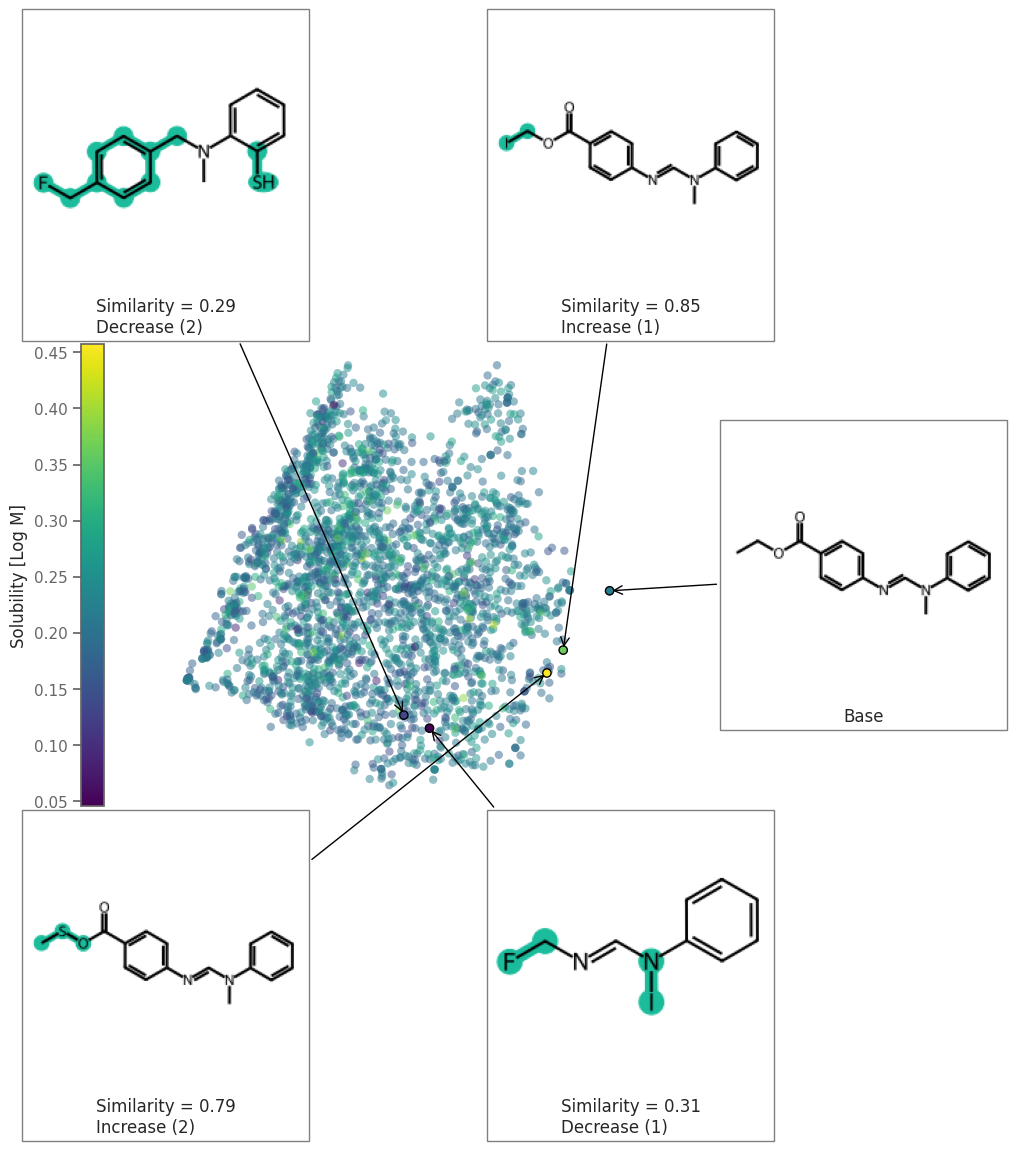 F
N
SH
Similarity = 0.29
Decrease (2)
I
O
O
N
N
Similarity = 0.85
Increase (1)
0.45
0.40
0.35
0.30
0.25
0.20
0.15
0.10
0.05
Solubility [Log M]
O
O
N
N
Base
S
O
O
N
N
Similarity = 0.79
Increase (2)
F
N
N
I
Similarity = 0.31
Decrease (1)